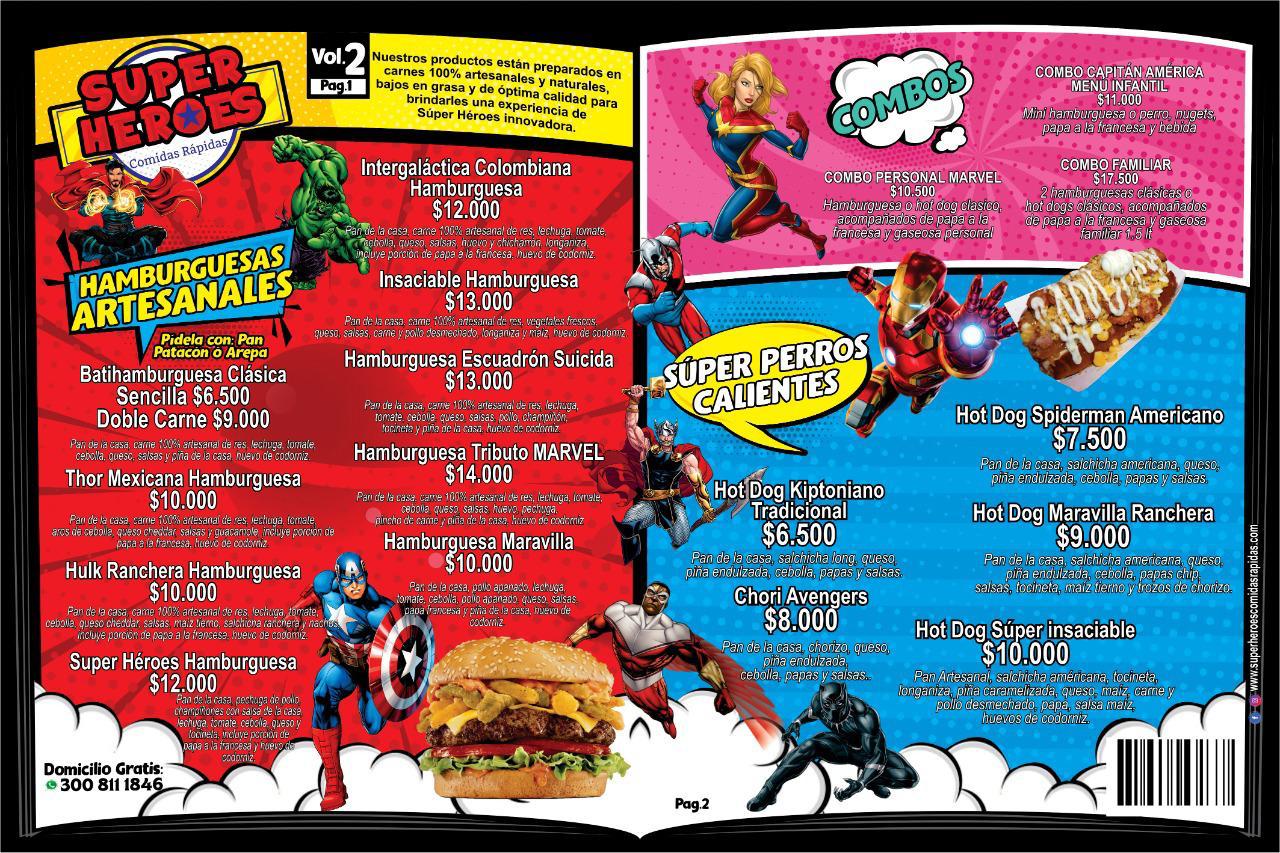 SUPER
HEROES
Comidas Rápidas
Vol.2
Pag.1
Nuestros productos están preparados en
carnes 100% artesanales y naturales,
bajos en grasa y de óptima calidad para
brindarles una experiencia de
Súper Héroes innovadora.
HAMBURGUESAS
ARTESANALES
Pídela con: Pan
Patacón ó Arepa
Batihamburguesa Clásica
Sencilla $6.500
Doble Carne $9.000
Pan de la casa, carne 100% artesanal de res, lechuga, tomate,
cebolla, queso, salsas y piña de la casa, huevo de codorniz.
Thor Mexicana Hamburguesa
$10.000
Pan de la casa, carne 100% artesanal de res, lechuga, tomate,
aros de cebolla, queso cheddar, salsas y guacamole, incluye porción de
papa a la francesa, huevo de codorniz.
Hulk Ranchera Hamburguesa
$10.000
Pan de la casa, carne 100% artesanal de res, lechuga, tomate,
cebolla, queso cheddar, salsas, maíz tierno, salchicha ranchera y nachos,
incluye porción de papa a la francesa, huevo de codorniz.
Super Héroes Hamburguesa
$12.000
Pan de la casa, pechuga de pollo,
champiñones con salsa de la casa,
lechuga, tomate, cebolla, queso y
tocineta, incluye porción de
papa a la francesa y huevo de
codorniz.
Domicilio Gratis:
300 811 1846
Intergaláctica Colombiana
Hamburguesa
$12.000
Pan de la casa, carne 100% artesanal de res, lechuga, tomate,
cebolla, queso, salsas, huevo y chicharrón, longaniza,
incluye porción de papa a la francesa, huevo de codorniz.
Insaciable Hamburguesa
$13.000
Pan de la casa, carne 100% artesanal de res, vegetales frescos,
queso, salsas, carne y pollo desmechado, longaniza y maíz, huevo de codorniz.
Hamburguesa Escuadrón Suicida
$13.000
Pan de la casa, carne 100% artesanal de res, lechuga,
tomate, cebolla, queso, salsas, pollo, champiñón,
tocineta y piña de la casa, huevo de codorniz.
Hamburguesa Tributo MARVEL
$14.000
Pan de la casa, carne 100% artesanal de res, lechuga, tomate,
cebolla, queso, salsas, huevo, pechuga,
pincho de carne y piña de la casa, huevo de codorniz
Hamburguesa Maravilla
$10.000
Pan de la casa, pollo apanado, lechuga,
tomate, cebolla, pollo apanado, queso, salsas,
papa francesa y piña de la casa, huevo de
codorniz.
COMBOS
COMBO PERSONAL MARVEL
$10.500
Hamburguesa o hot dog clasico,
acompañados de papa a la
francesa y gaseosa personal
COMBO CAPITÁN AMÉRICA
MENU INFANTIL
$11.000
Mini hamburguesa o perro, nugets,
papa a la francesa y bebida
COMBO FAMILIAR
$17.500
2 hamburguesas clásicas o
hot dogs clasicos, acompañados
de papa a la francesa y gaseosa
familiar 1,5 lt
SÚPER PERROS
CALIENTES
Hot Dog Kiptoniano
Tradicional
$6.500
Pan de la casa, salchicha long, queso,
piña endulzada, cebolla, papas y salsas.
Chori Avengers
$8.000
Pan de la casa, chorizo, queso,
piña endulzada,
cebolla, papas y salsas..
Hot Dog Spiderman Americano
$7.500
Pan de la casa, salchicha americana, queso,
piña endulzada, cebolla, papas y salsas.
Hot Dog Maravilla Ranchera
$9.000
Pan de la casa, salchicha americana, queso,
piña endulzada, cebolla, papas chip,
salsas, tocineta, maíz tierno y trozos de chorizo.
Hot Dog Súper insaciable
$10.000
Pan Artesanal, salchicha américana, tocineta,
longaniza, piña caramelizada, queso, maíz, carne y
pollo desmechado, papa, salsa maíz,
huevos de codorniz.
www.superheroescomidasrapidas.com
Pag.2